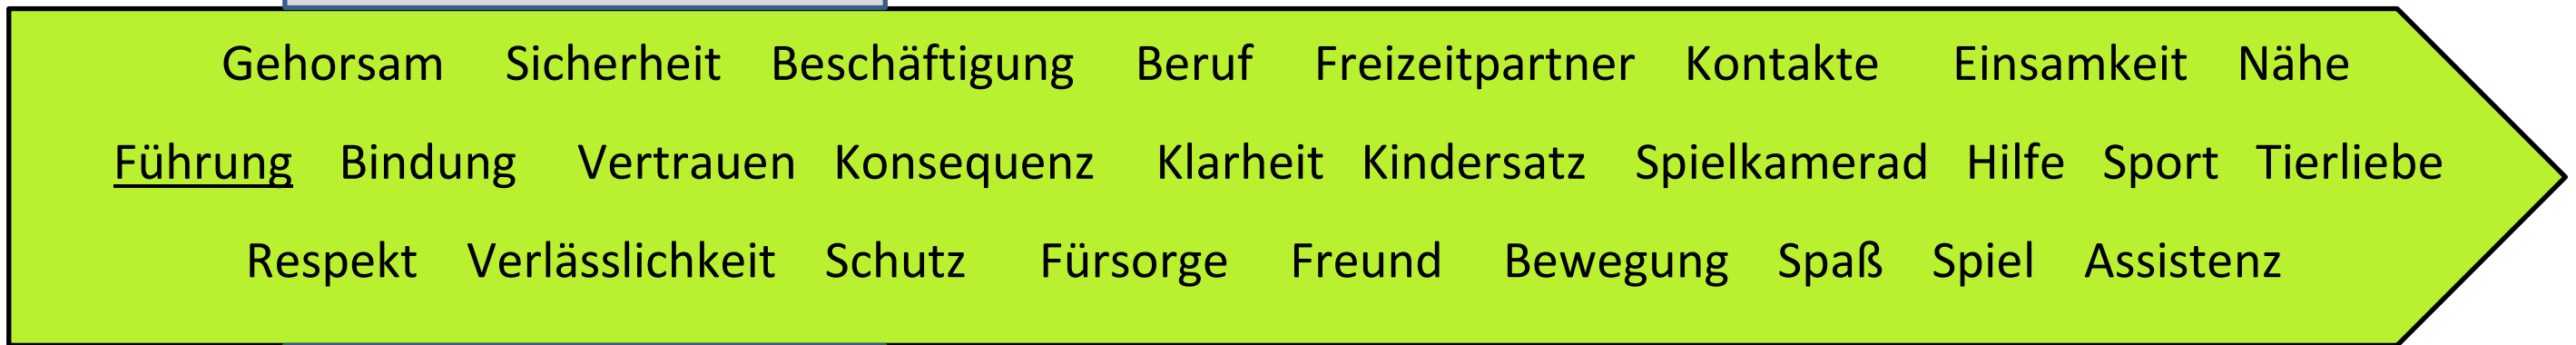 Gehorsam Sicherheit Beschäftigung Beruf Freizeitpartner Kontakte Einsamkeit Nähe
Führung Bindung Vertrauen Konsequenz Klarheit Kindersatz Spielkamerad Hilfe Sport Tierliebe
Respekt Verlässlichkeit Schutz Fürsorge Freund Bewegung Spaß Spiel Assistenz